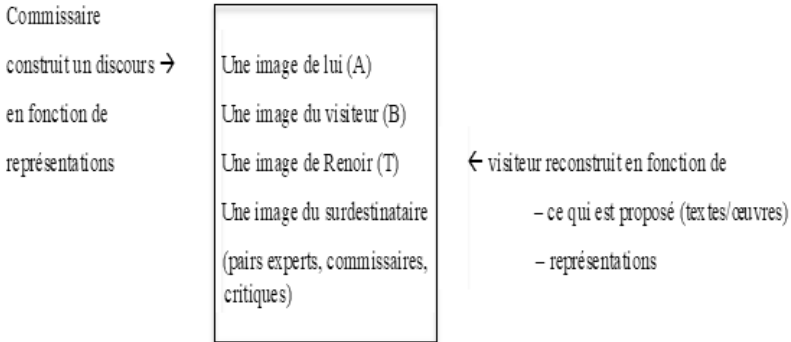 Commissaire
construit un discours →
en fonction de
représentations
Une image de lui (A)
Une image du visiteur (B)
Une image de Renoir (T)
Une image du surdestinataire
(pairs experts, commissaires,
critiques)
← visiteur reconstruit en fonction de
– ce qui est proposé (textes/œuvres)
– représentations